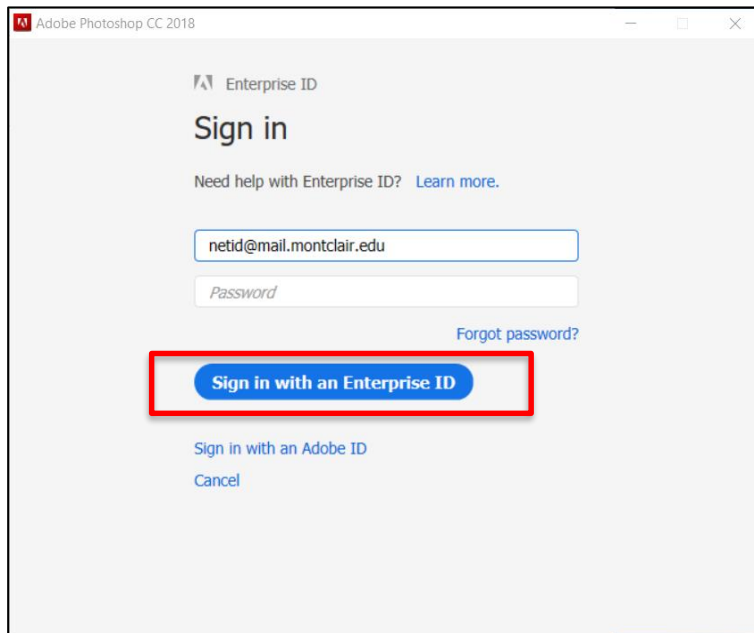 Adobe Photoshop CC 2018
Enterprise ID
Sign in
Need help with Enterprise ID? Learn more.
netid@mail.montclair.edu
Password
Forgot password?
Sign in with an Enterprise ID
Sign in with an Adobe ID
Cancel